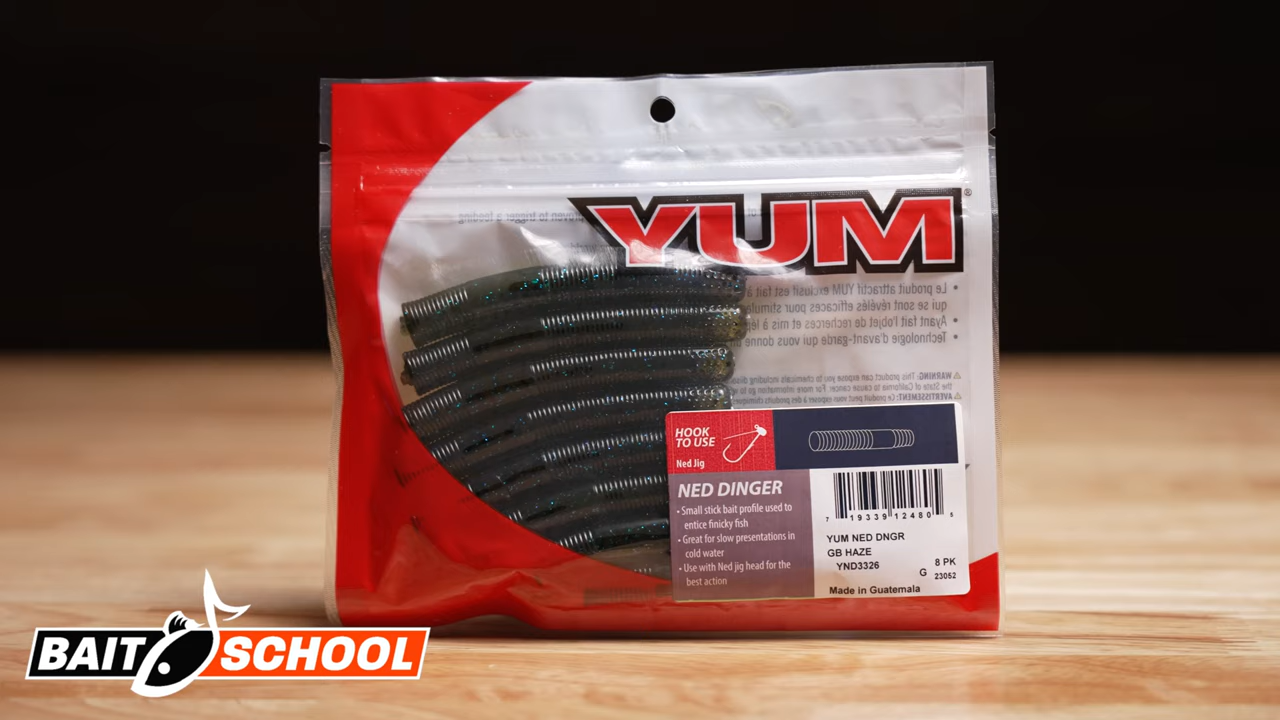 YUM®
• Le produit attractif YUM exclusif est fait à
qui se sont révélés efficaces pour stimule
• Ayant fait l'objet de recherces et mis à
• Technologie d'avant-garde qui vous donne
WARNING: This product can expose you to chemicals including
the State of California to cause cancer. For more information go to
AVERTISSEMENT: Ce produit peut vous exposer à des produits chimiques
HOOK
TO USE
Ned Jig
NED DINGER
• Small stick bait profile used to
entice finicky fish
• Great for slow presentations in
cold water
• Use with Ned jig head for the
best action
7 19339 12480 5
YUM NED DNGR
GB HAZE
YND3326
8 PK
G 23052
Made in Guatemala
BAIT SCHOOL